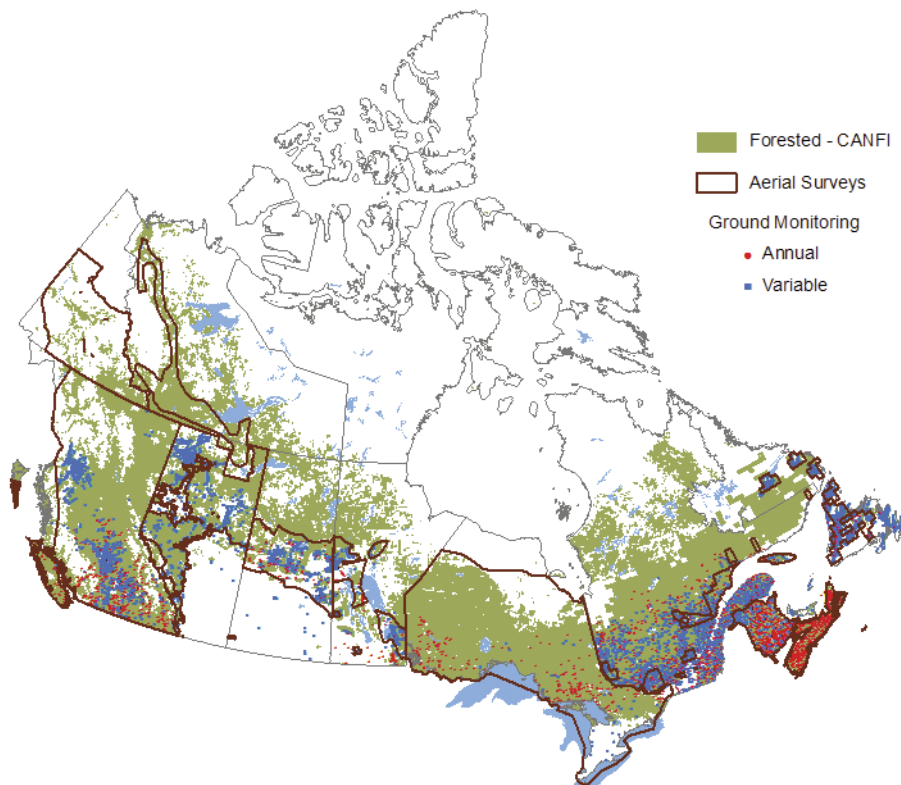 Forested - CANFI
Aerial Surveys
Ground Monitoring
Annual
Variable